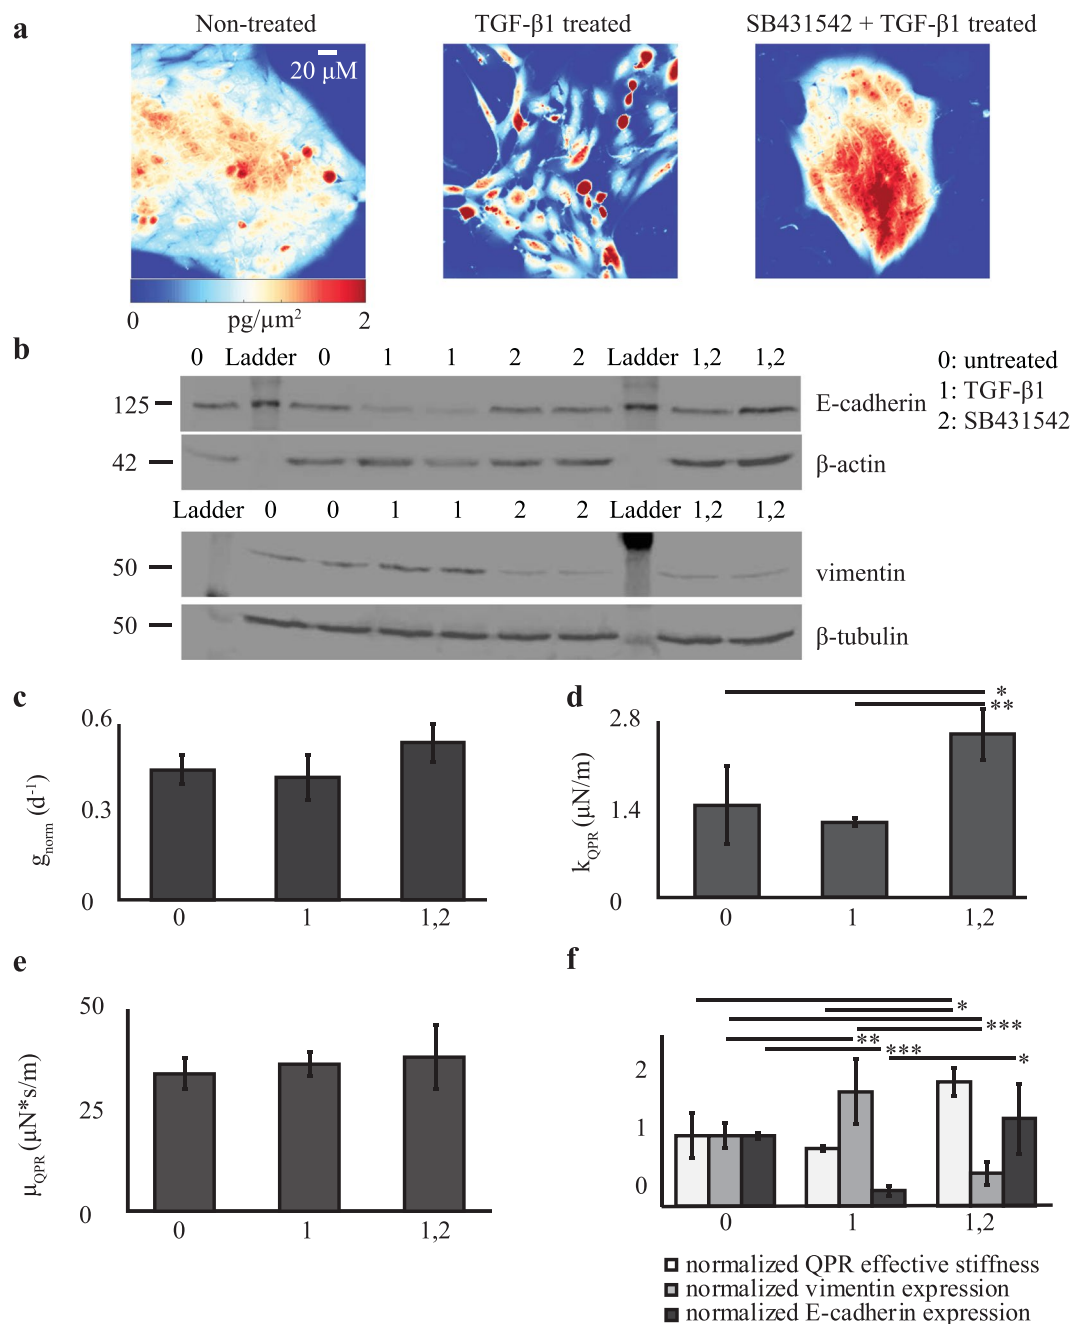 a
Non-treated TGF-β1 treated SB431542 + TGF-β1 treated
20 µM
0 pg/µm² 2
b
0 Ladder 0 1 1 2 2 Ladder 1,2 1,2
0: untreated
1: TGF-β1
2: SB431542
125 E-cadherin
42 β-actin
Ladder 0 0 1 1 2 2 Ladder 1,2 1,2
50 vimentin
50 β-tubulin
c
0.6
0.3
0
g_norm (d⁻¹)
0 1 1,2
d
*
**
2.8
1.4
0
k_QPR (µN/m)
0 1 1,2
e
50
25
0
µ_QPR (µN*s/m)
0 1 1,2
f
*
***
** ***
*
2
1
0
0 1 1,2
normalized QPR effective stiffness
normalized vimentin expression
normalized E-cadherin expression